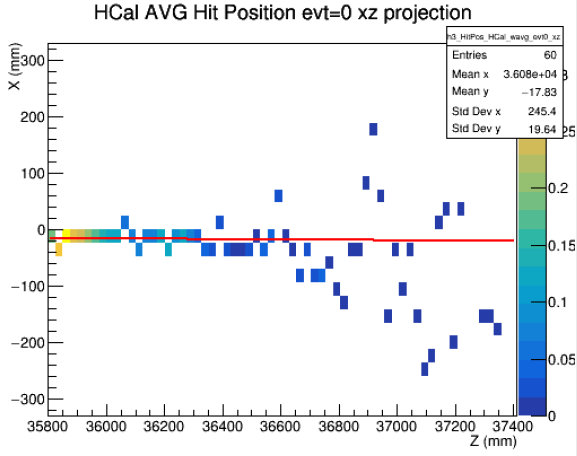 HCal AVG Hit Position evt=0 xz projection
h3_HitPos_HCal_wavg_evt0_xz
Entries 60
Mean x 3.608e+04
Mean y −17.83
Std Dev x 245.4
Std Dev y 19.64
X (mm)
300
200
100
0
−100
−200
−300
0.2
0.15
0.1
0.05
0
35800 36000 36200 36400 36600 36800 37000 37200 37400
Z (mm)